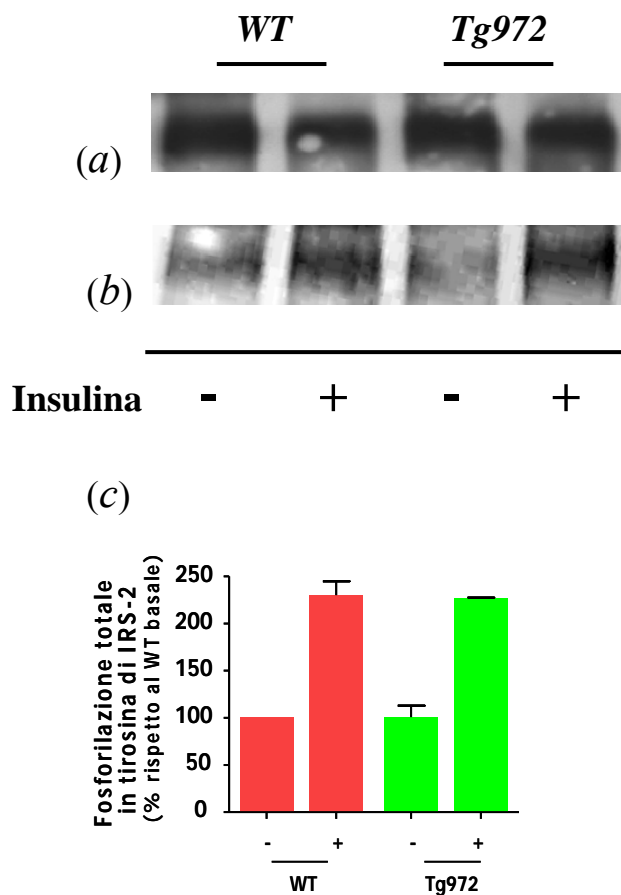 WT Tg972
(a)
(b)
Insulina - + - +
(c)
Fosforilazione totale
in tirosina di IRS-2
(% rispetto al WT basale)
250
200
150
100
50
0
- + - +
WT Tg972